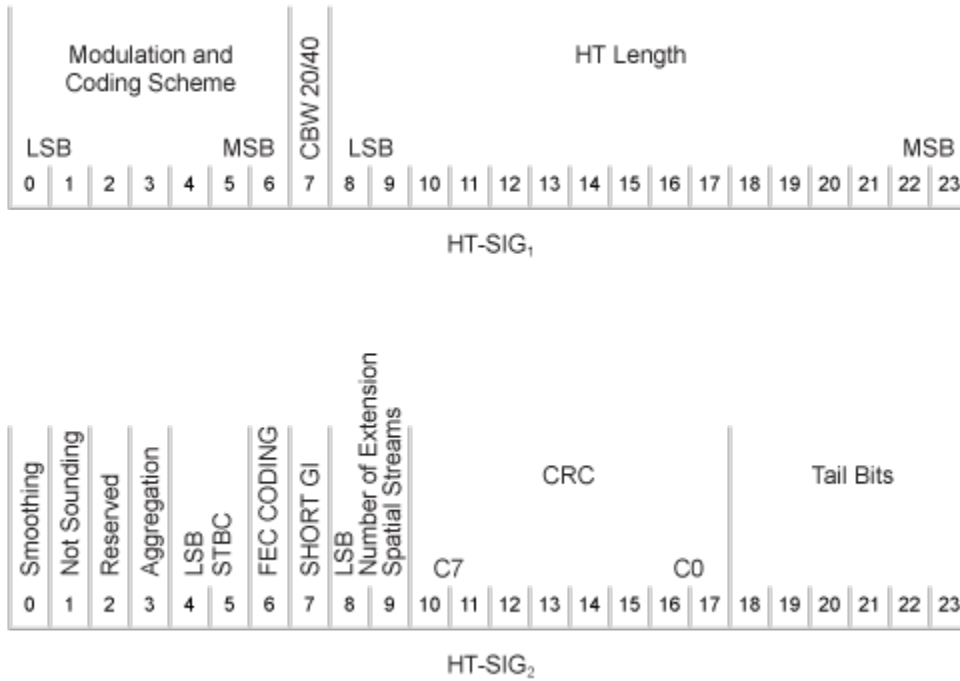 Modulation and
Coding Scheme
CBW 20/40
HT Length
LSB MSB LSB MSB
0 1 2 3 4 5 6 7 8 9 10 11 12 13 14 15 16 17 18 19 20 21 22 23
HT-SIG₁
Smoothing
Not Sounding
Reserved
Aggregation
LSB
STBC
FEC CODING
SHORT GI
LSB
Number of Extension
Spatial Streams
CRC
C7 C0
Tail Bits
0 1 2 3 4 5 6 7 8 9 10 11 12 13 14 15 16 17 18 19 20 21 22 23
HT-SIG₂